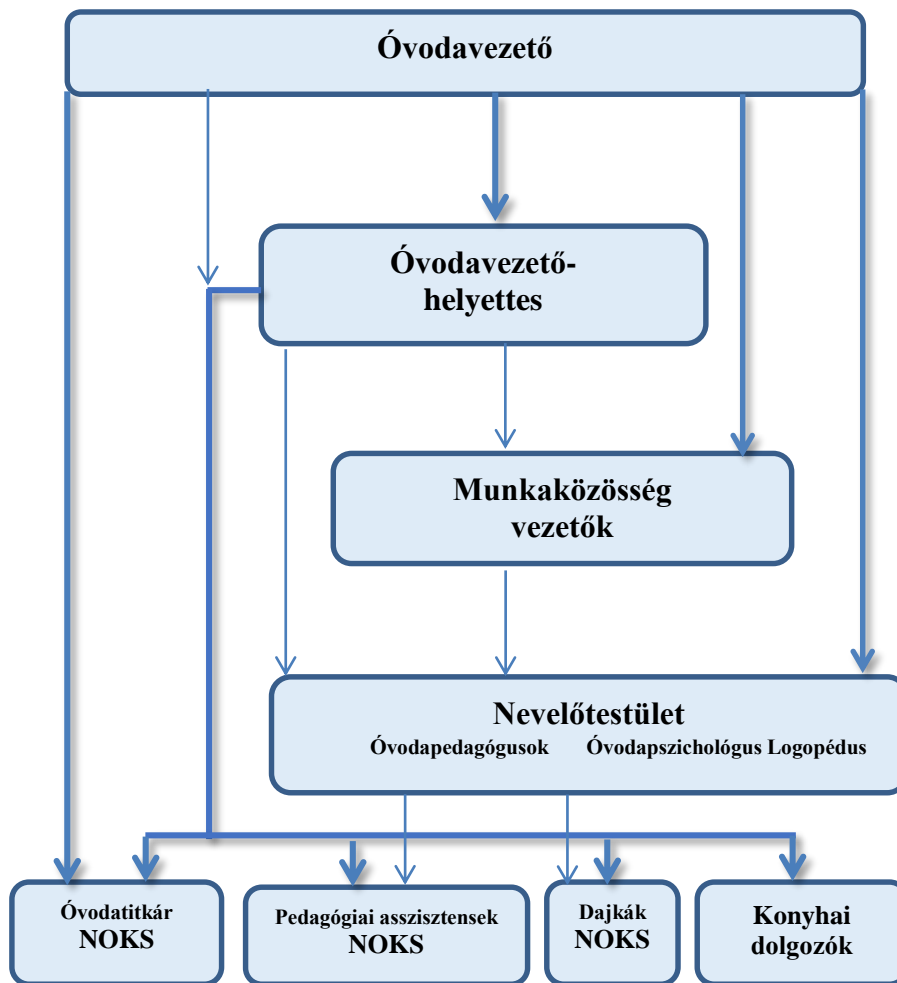 Óvodavezető
Óvodavezető-
helyettes
Munkaközösség
vezetők
Nevelőtestület
Óvodapedagógusok Óvodapszichológus Logopédus
Óvodatitkár
NOKS
Pedagógiai asszisztensek
NOKS
Dajkák
NOKS
Konyhai
dolgozók